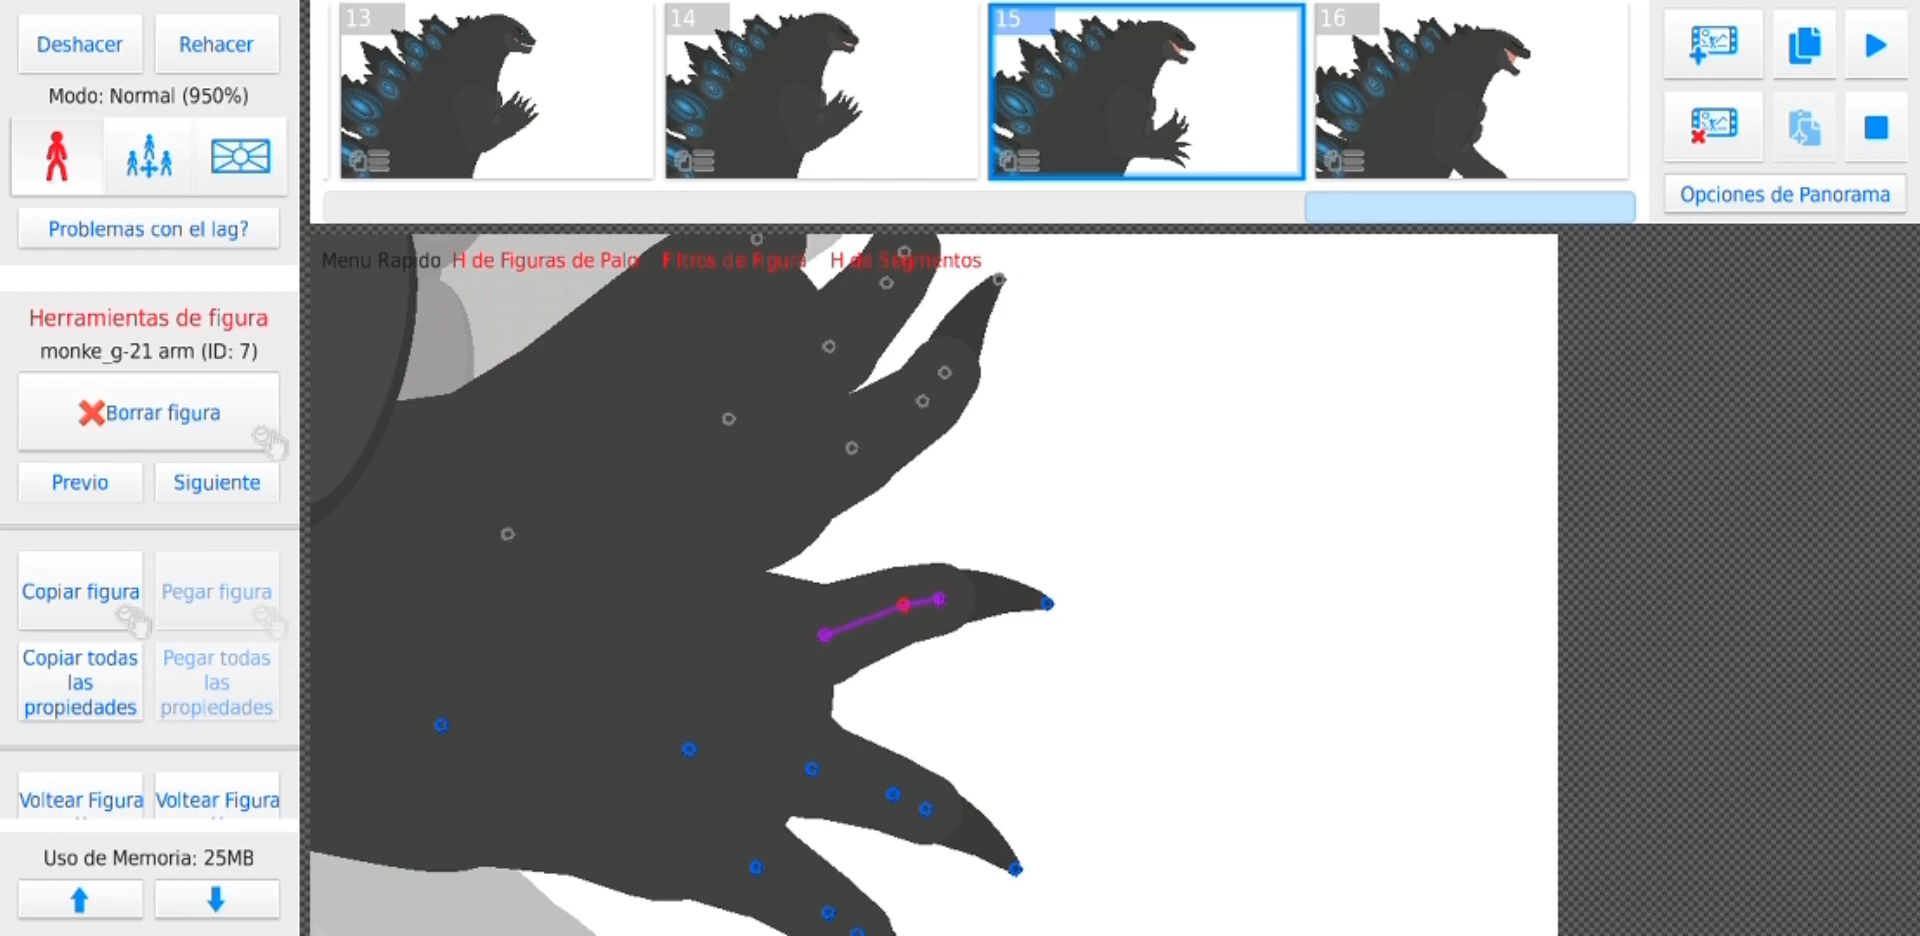 Deshacer
Rehacer
Modo: Normal (950%)
Problemas con el lag?
Herramientas de figura
monke_g-21 arm (ID: 7)
Borrar figura
Previo
Siguiente
Copiar figura
Pegar figura
Copiar todas
las
propiedades
Pegar todas
las
propiedades
Voltear Figura
Voltear Figura
Uso de Memoria: 25MB
13
14
15
16
Opciones de Panorama
Menu Rapido
H de Figuras de Palo
Filtros de Figura
H de Segmentos